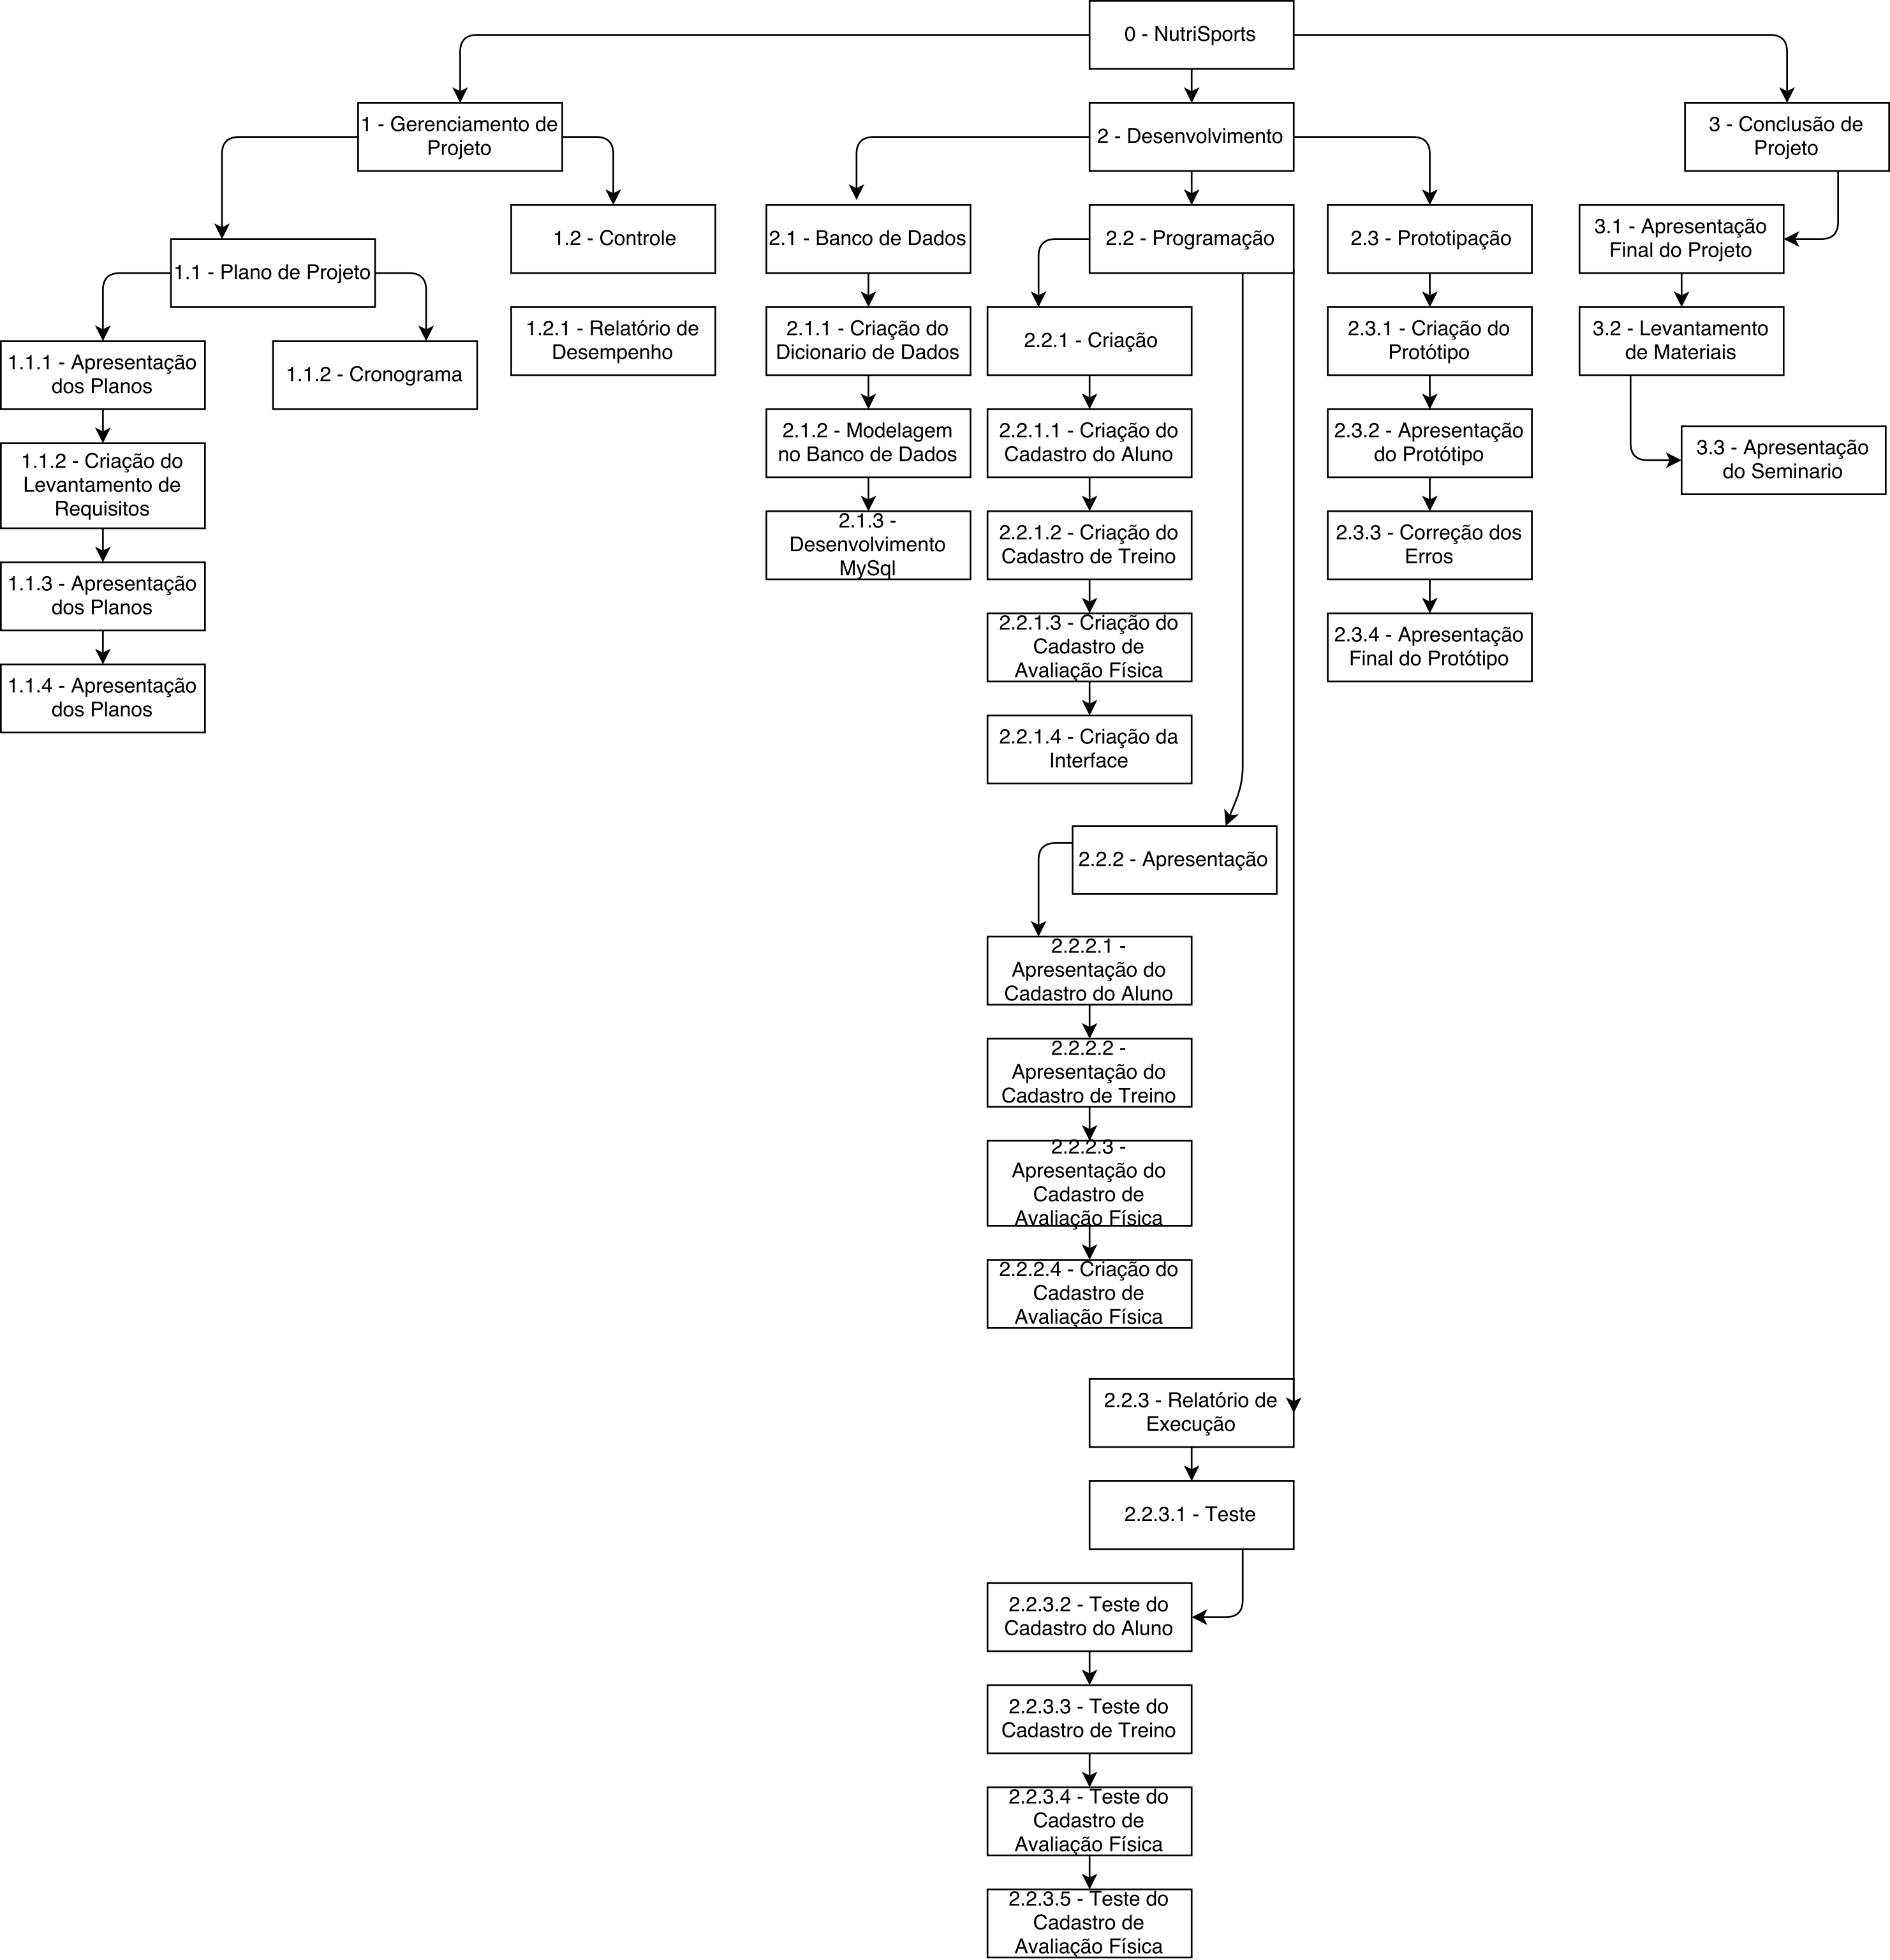 0 - NutriSports
1 - Gerenciamento de
Projeto
2 - Desenvolvimento
3 - Conclusão de
Projeto
1.1 - Plano de Projeto
1.2 - Controle
1.1.1 - Apresentação
dos Planos
1.1.2 - Cronograma
1.2.1 - Relatório de
Desempenho
1.1.2 - Criação do
Levantamento de
Requisitos
1.1.3 - Apresentação
dos Planos
1.1.4 - Apresentação
dos Planos
2.1 - Banco de Dados
2.1.1 - Criação do
Dicionario de Dados
2.1.2 - Modelagem
no Banco de Dados
2.1.3 -
Desenvolvimento
MySql
2.2 - Programação
2.2.1 - Criação
2.2.1.1 - Criação do
Cadastro do Aluno
2.2.1.2 - Criação do
Cadastro de Treino
2.2.1.3 - Criação do
Cadastro de
Avaliação Física
2.2.1.4 - Criação da
Interface
2.2.2 - Apresentação
2.2.2.1 -
Apresentação do
Cadastro do Aluno
2.2.2.2 -
Apresentação do
Cadastro de Treino
2.2.2.3 -
Apresentação do
Cadastro de
Avaliação Física
2.2.2.4 - Criação do
Cadastro de
Avaliação Física
2.2.3 - Relatório de
Execução
2.2.3.1 - Teste
2.2.3.2 - Teste do
Cadastro do Aluno
2.2.3.3 - Teste do
Cadastro de Treino
2.2.3.4 - Teste do
Cadastro de
Avaliação Física
2.2.3.5 - Teste do
Cadastro de
Avaliação Física
2.3 - Prototipação
2.3.1 - Criação do
Protótipo
2.3.2 - Apresentação
do Protótipo
2.3.3 - Correção dos
Erros
2.3.4 - Apresentação
Final do Protótipo
3.1 - Apresentação
Final do Projeto
3.2 - Levantamento
de Materiais
3.3 - Apresentação
do Seminario